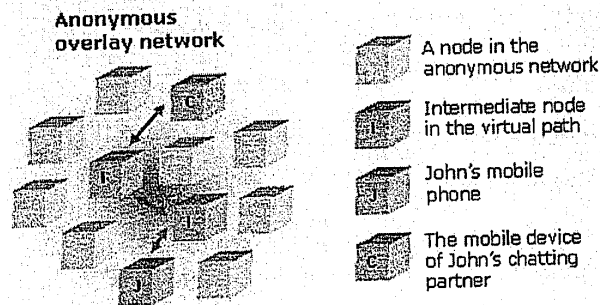 Anonymous
overlay network
C
I
I
J
A node in the
anonymous network
I
Intermediate node
in the virtual path
J
John's mobile
phone
C
The mobile device
of John's chatting
partner